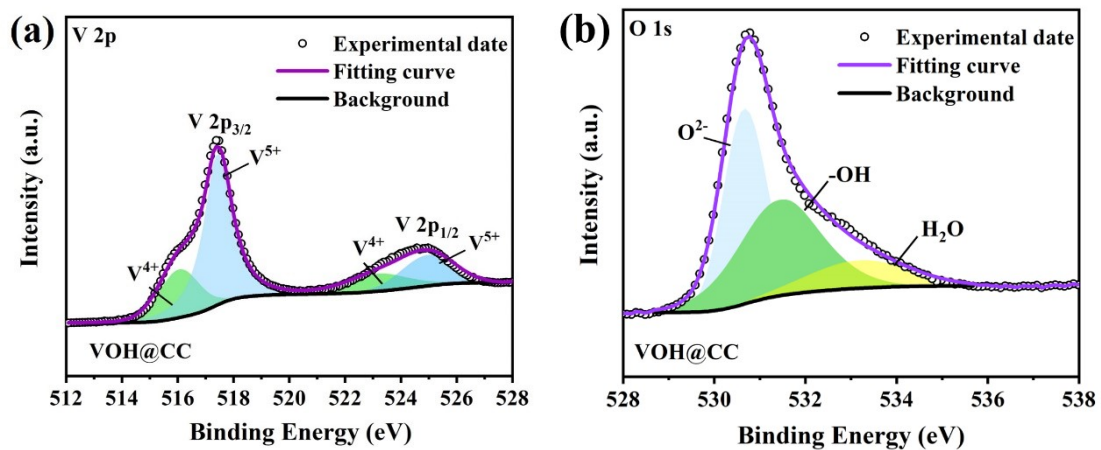 (a)
V 2p
Experimental date
Fitting curve
Background
V 2p3/2
V5+
V4+
V 2p1/2
V4+
V5+
VOH@CC
Intensity (a.u.)
512 514 516 518 520 522 524 526 528
Binding Energy (eV)
(b)
O 1s
Experimental date
Fitting curve
Background
O2-
-OH
H2O
VOH@CC
Intensity (a.u.)
528 530 532 534 536 538
Binding Energy (eV)